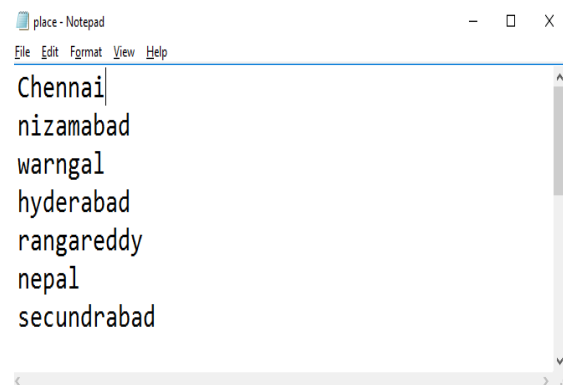 place - Notepad
File Edit Format View Help
Chennai
nizamabad
warngal
hyderabad
rangareddy
nepal
secundrabad